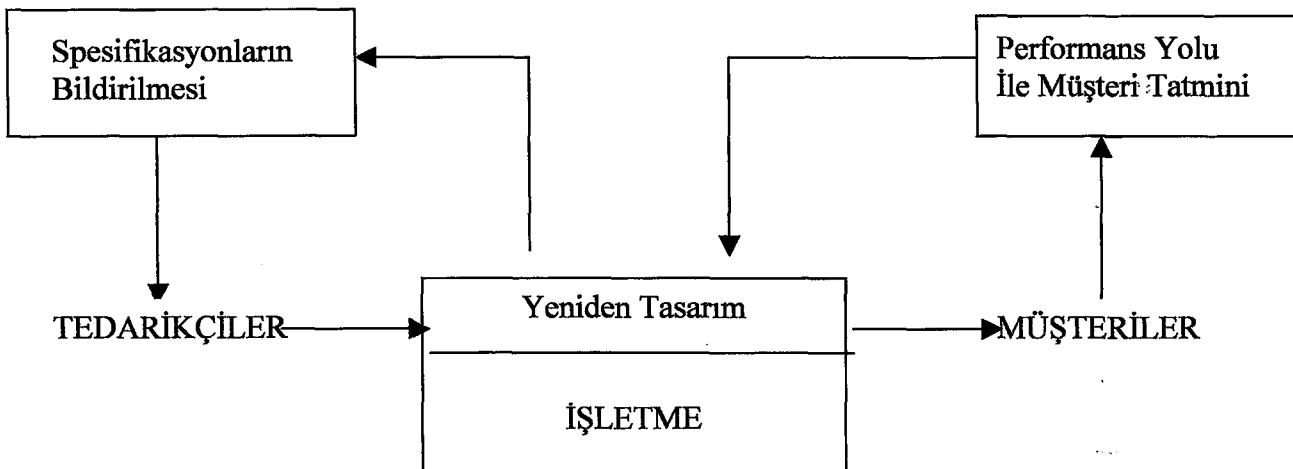 Spesifikasyonların
Bildirilmesi
Performans Yolu
İle Müşteri Tatmini
TEDARİKÇİLER
Yeniden Tasarım
MÜŞTERİLER
İŞLETME